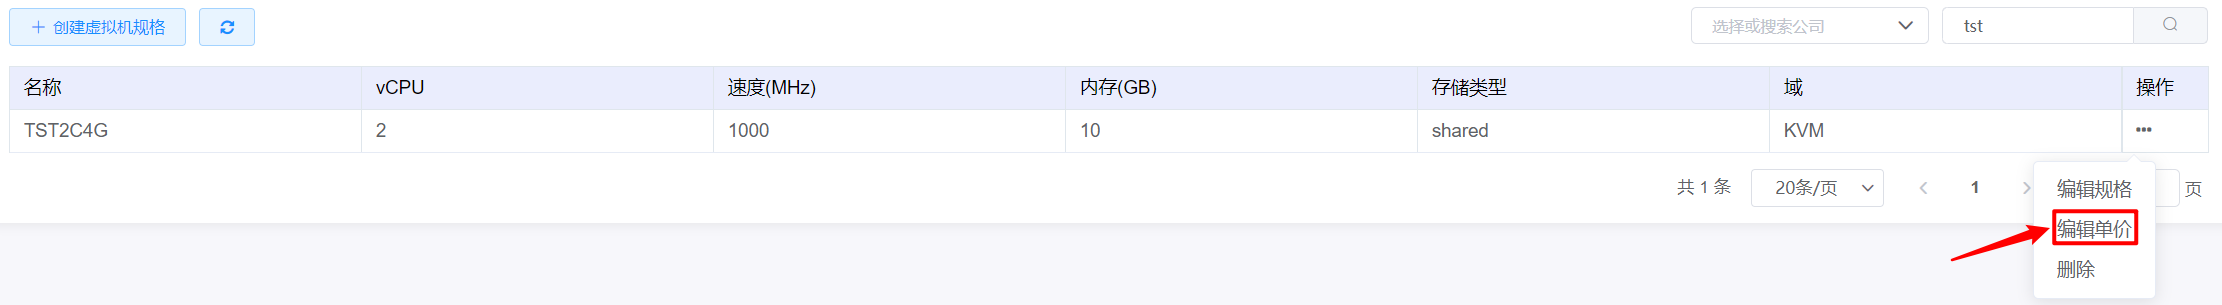 创建虚拟机规格 选择或搜索公司 tst
名称 vCPU 速度(MHz) 内存(GB) 存储类型 域 操作
TST2C4G 2 1000 10 shared KVM
共 1 条 20条/页 1 页
编辑规格
编辑单价
删除